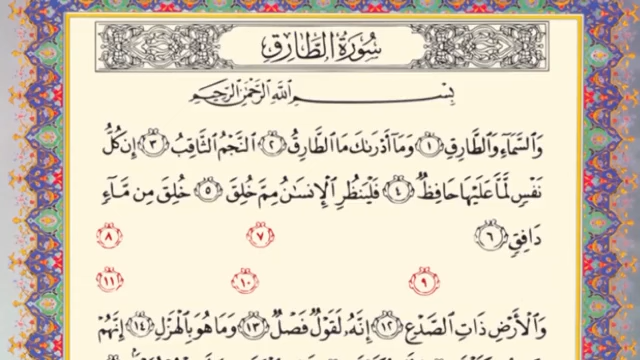 سُورَةُ الطَّارِقِ
بِسْمِ اللَّهِ الرَّحْمَٰنِ الرَّحِيمِ
وَالسَّمَاءِ وَالطَّارِقِ ١ وَمَا أَدْرَىٰكَ مَا الطَّارِقُ ٢ النَّجْمُ الثَّاقِبُ ٣ إِن كُلُّ
نَفْسٍ لَّمَّا عَلَيْهَا حَافِظٌ ٤ فَلْيَنظُرِ الْإِنسَٰنُ مِمَّ خُلِقَ ٥ خُلِقَ مِن مَّاءٍ
دَافِقٍ ٦ ٧ ٨
٩ ١٠ ١١
وَالْأَرْضِ ذَاتِ الصَّدْعِ ١٢ إِنَّهُ لَقَوْلٌ فَصْلٌ ١٣ وَمَا هُوَ بِالْهَزْلِ ١٤ إِنَّهُمْ